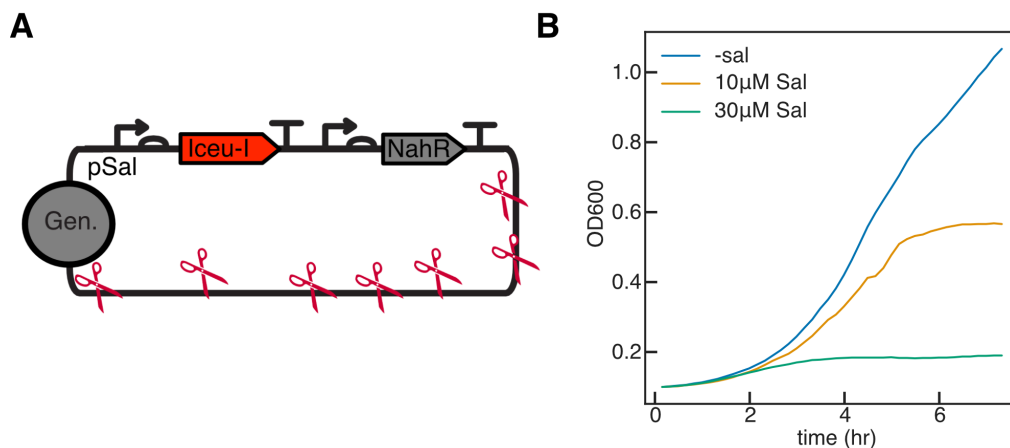 A
pSal
Iceu-I
NahR
Gen.
B
-sal
10µM Sal
30µM Sal
OD600
1.0
0.8
0.6
0.4
0.2
0 2 4 6
time (hr)